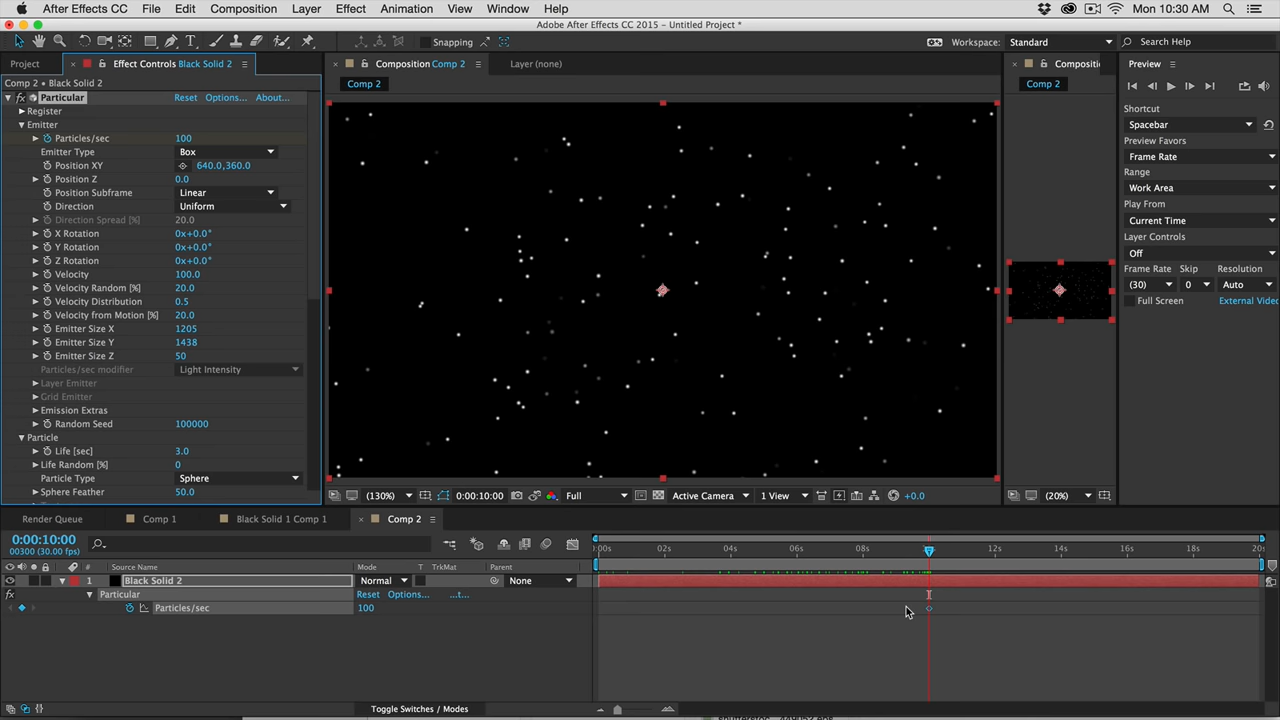 After Effects CC File Edit Composition Layer Effect Animation View Window Help Mon 10:30 AM
Adobe After Effects CC 2015 - Untitled Project *
Snapping Workspace: Standard Search Help
Project Effect Controls Black Solid 2 Composition Comp 2 Layer (none) Compositi Preview
Comp 2 • Black Solid 2 Comp 2 Comp 2
Particular Reset Options... About...
Register
Emitter
Particles/sec 100
Emitter Type Box
Position XY 640.0,360.0
Position Z 0.0
Position Subframe Linear
Direction Uniform
Direction Spread [%] 20.0
X Rotation 0x+0.0°
Y Rotation 0x+0.0°
Z Rotation 0x+0.0°
Velocity 100.0
Velocity Random [%] 20.0
Velocity Distribution 0.5
Velocity from Motion [%] 20.0
Emitter Size X 1205
Emitter Size Y 1438
Emitter Size Z 50
Particles/sec modifier Light Intensity
Layer Emitter
Grid Emitter
Emission Extras
Random Seed 100000
Particle
Life [sec] 3.0
Life Random [%] 0
Particle Type Sphere
Sphere Feather 50.0
Shortcut
Spacebar
Preview Favors
Frame Rate
Range
Work Area
Play From
Current Time
Layer Controls
Off
Frame Rate Skip Resolution
(30) 0 Auto
Full Screen External Video
(130%) 0:00:10:00 Full Active Camera 1 View +0.0 (20%)
Render Queue Comp 1 Black Solid 1 Comp 1 Comp 2
0:00:10:00
00300 (30.00 fps)
:00s 02s 04s 06s 08s 12s 14s 16s 18s 20s
# Source Name Mode T TrkMat Parent
1 Black Solid 2 Normal None
fx Particular Reset Options... ...t...
Particles/sec 100
Toggle Switches / Modes